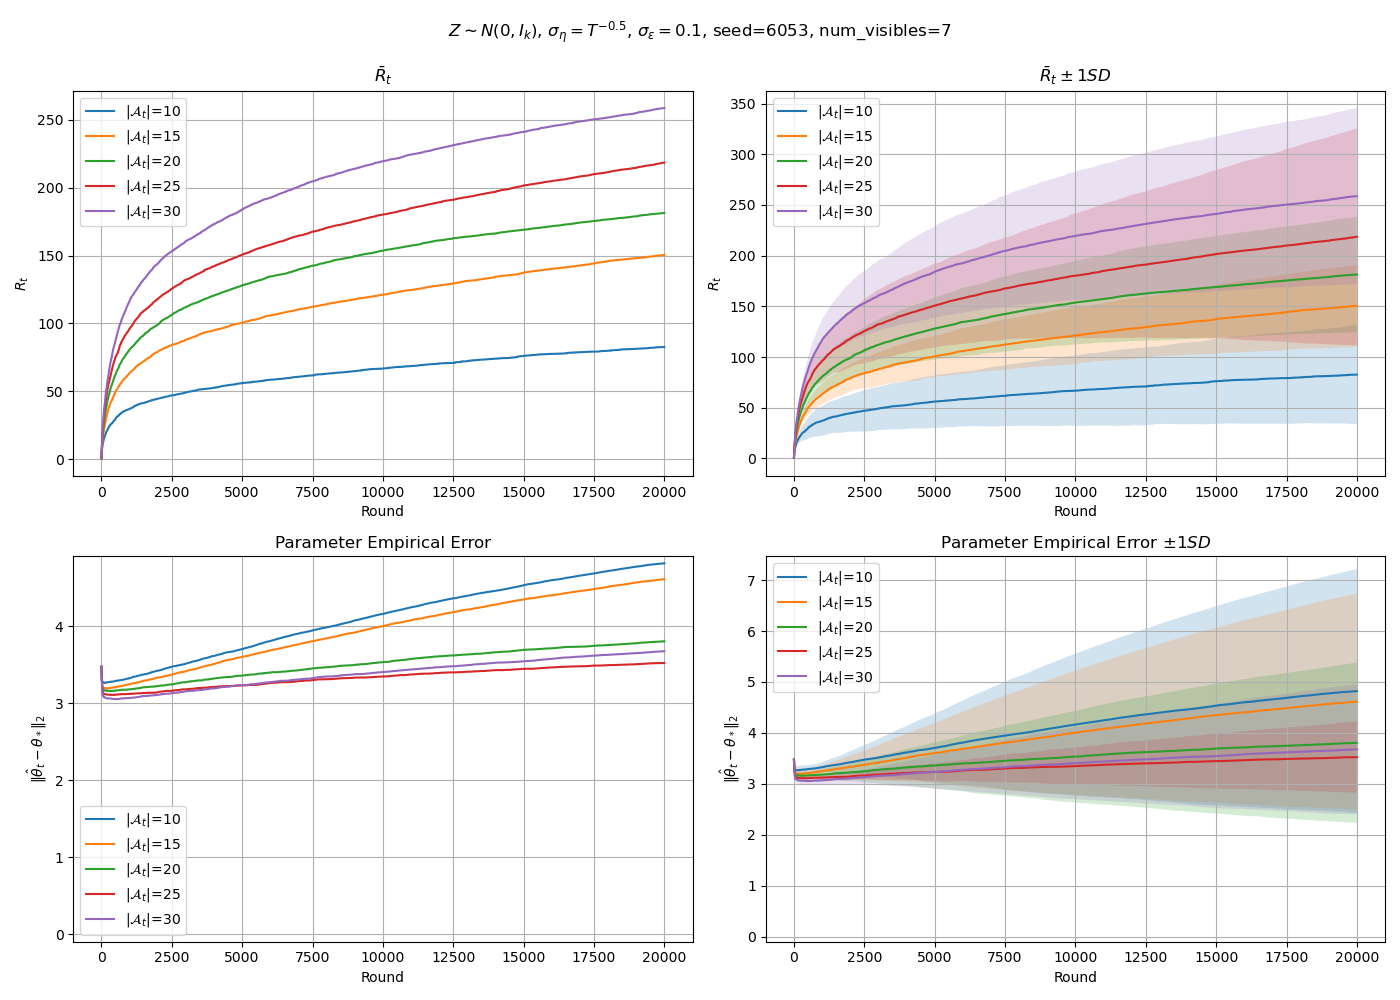 Z ~ N(0, I_k), σ_η = T^{−0.5}, σ_ε = 0.1, seed=6053, num_visibles=7
R̄_t
R_t
250
200
150
100
50
0
|𝒜_t|=10
|𝒜_t|=15
|𝒜_t|=20
|𝒜_t|=25
|𝒜_t|=30
0 2500 5000 7500 10000 12500 15000 17500 20000
Round
R̄_t ± 1SD
R_t
350
300
250
200
150
100
50
0
|𝒜_t|=10
|𝒜_t|=15
|𝒜_t|=20
|𝒜_t|=25
|𝒜_t|=30
0 2500 5000 7500 10000 12500 15000 17500 20000
Round
Parameter Empirical Error
‖θ̂_t − θ_*‖_2
4
3
2
1
0
|𝒜_t|=10
|𝒜_t|=15
|𝒜_t|=20
|𝒜_t|=25
|𝒜_t|=30
0 2500 5000 7500 10000 12500 15000 17500 20000
Round
Parameter Empirical Error ±1SD
‖θ̂_t − θ_*‖_2
7
6
5
4
3
2
1
0
|𝒜_t|=10
|𝒜_t|=15
|𝒜_t|=20
|𝒜_t|=25
|𝒜_t|=30
0 2500 5000 7500 10000 12500 15000 17500 20000
Round